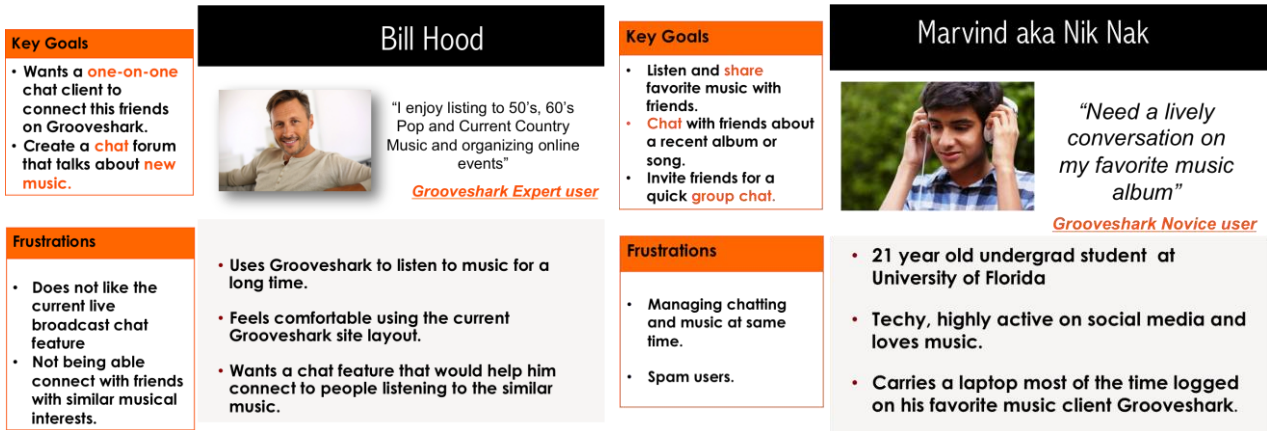 Bill Hood
Key Goals
• Wants a one-on-one
chat client to
connect this friends
on Grooveshark.
• Create a chat forum
that talks about new
music.
“I enjoy listing to 50’s, 60’s
Pop and Current Country
Music and organizing online
events”
Grooveshark Expert user
Frustrations
• Does not like the
current live
broadcast chat
feature
• Not being able
connect with friends
with similar musical
interests.
• Uses Grooveshark to listen to music for a
long time.
• Feels comfortable using the current
Grooveshark site layout.
• Wants a chat feature that would help him
connect to people listening to the similar
music.
Marvind aka Nik Nak
Key Goals
• Listen and share
favorite music with
friends.
• Chat with friends about
a recent album or
song.
• Invite friends for a
quick group chat.
“Need a lively
conversation on
my favorite music
album”
Grooveshark Novice user
Frustrations
• Managing chatting
and music at same
time.
• Spam users.
• 21 year old undergrad student at
University of Florida
• Techy, highly active on social media and
loves music.
• Carries a laptop most of the time logged
on his favorite music client Grooveshark.